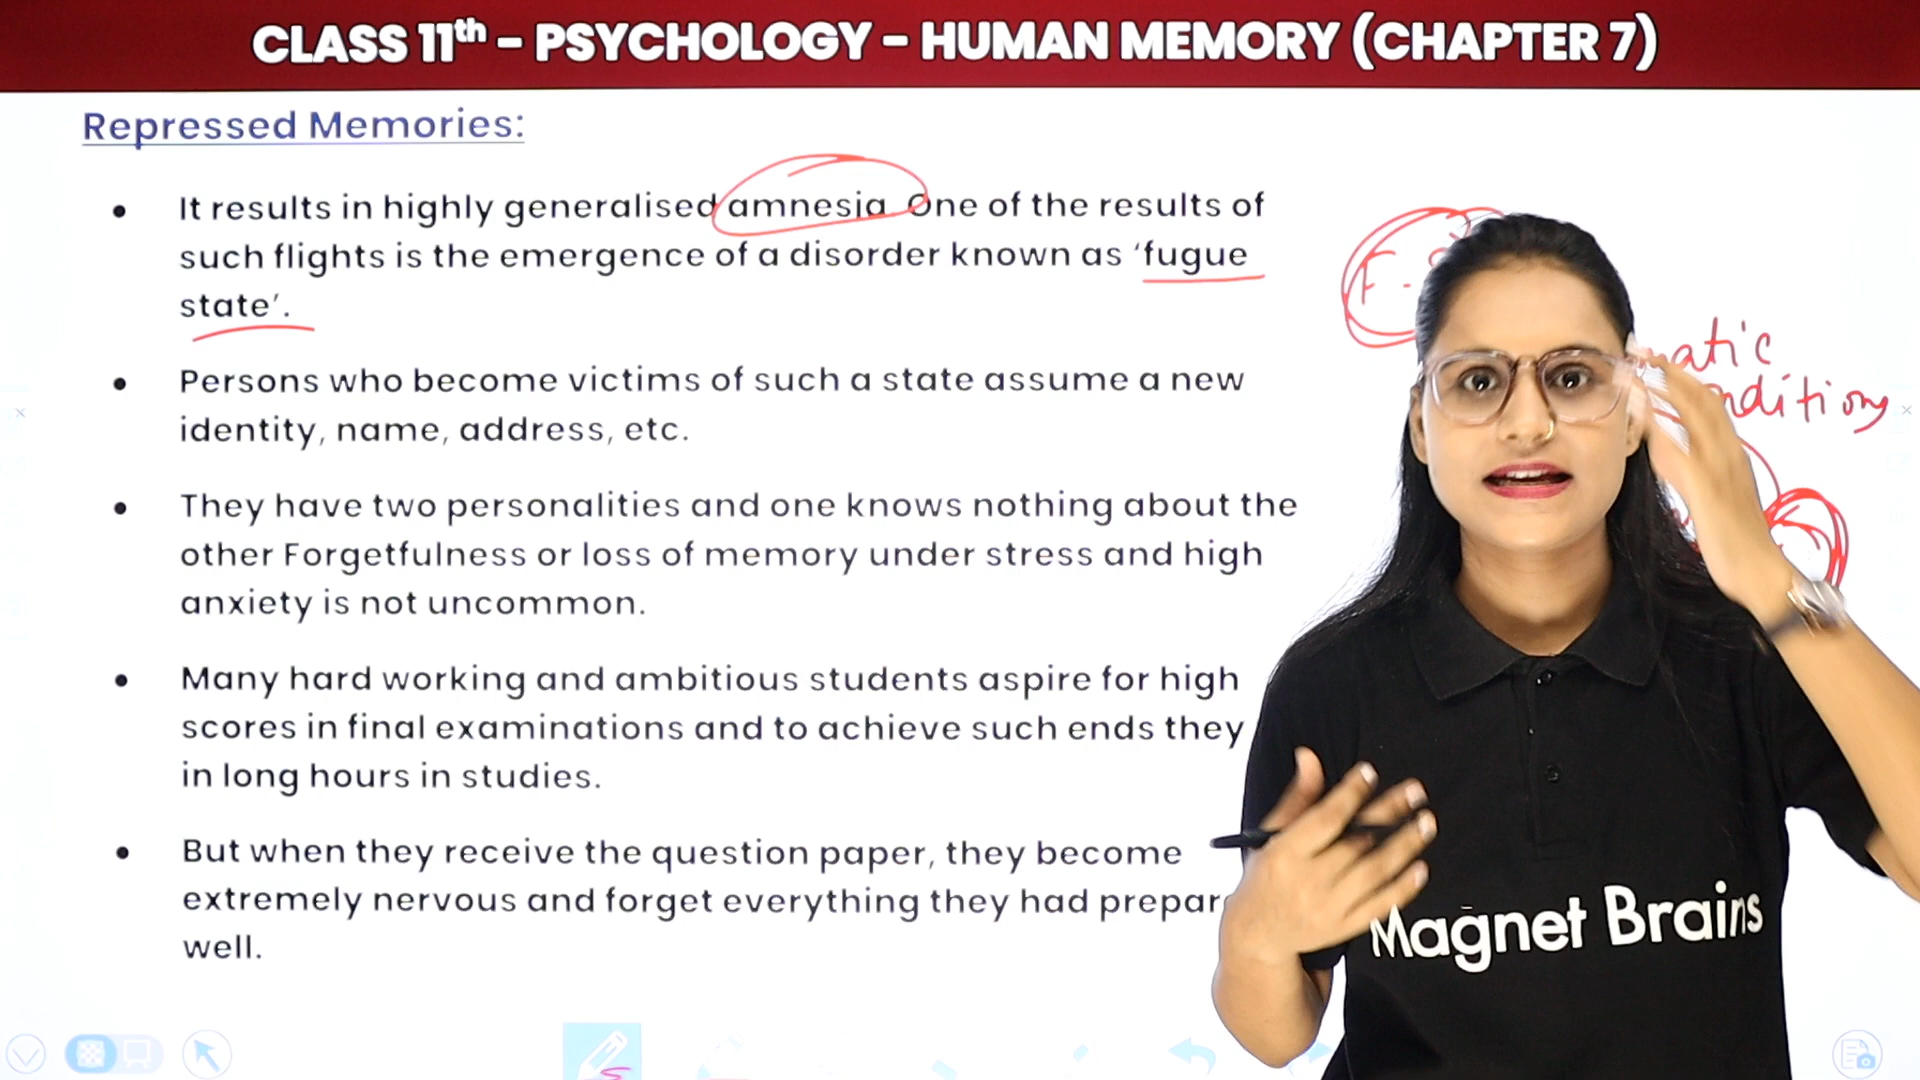 CLASS 11th – PSYCHOLOGY – HUMAN MEMORY (CHAPTER 7)
Repressed Memories:
• It results in highly generalised amnesia One of the results of
such flights is the emergence of a disorder known as ‘fugue
state’.
• Persons who become victims of such a state assume a new
identity, name, address, etc.
• They have two personalities and one knows nothing about the
other Forgetfulness or loss of memory under stress and high
anxiety is not uncommon.
• Many hard working and ambitious students aspire for high
scores in final examinations and to achieve such ends they
in long hours in studies.
• But when they receive the question paper, they become
extremely nervous and forget everything they had
well.
F.
Magnet Brains